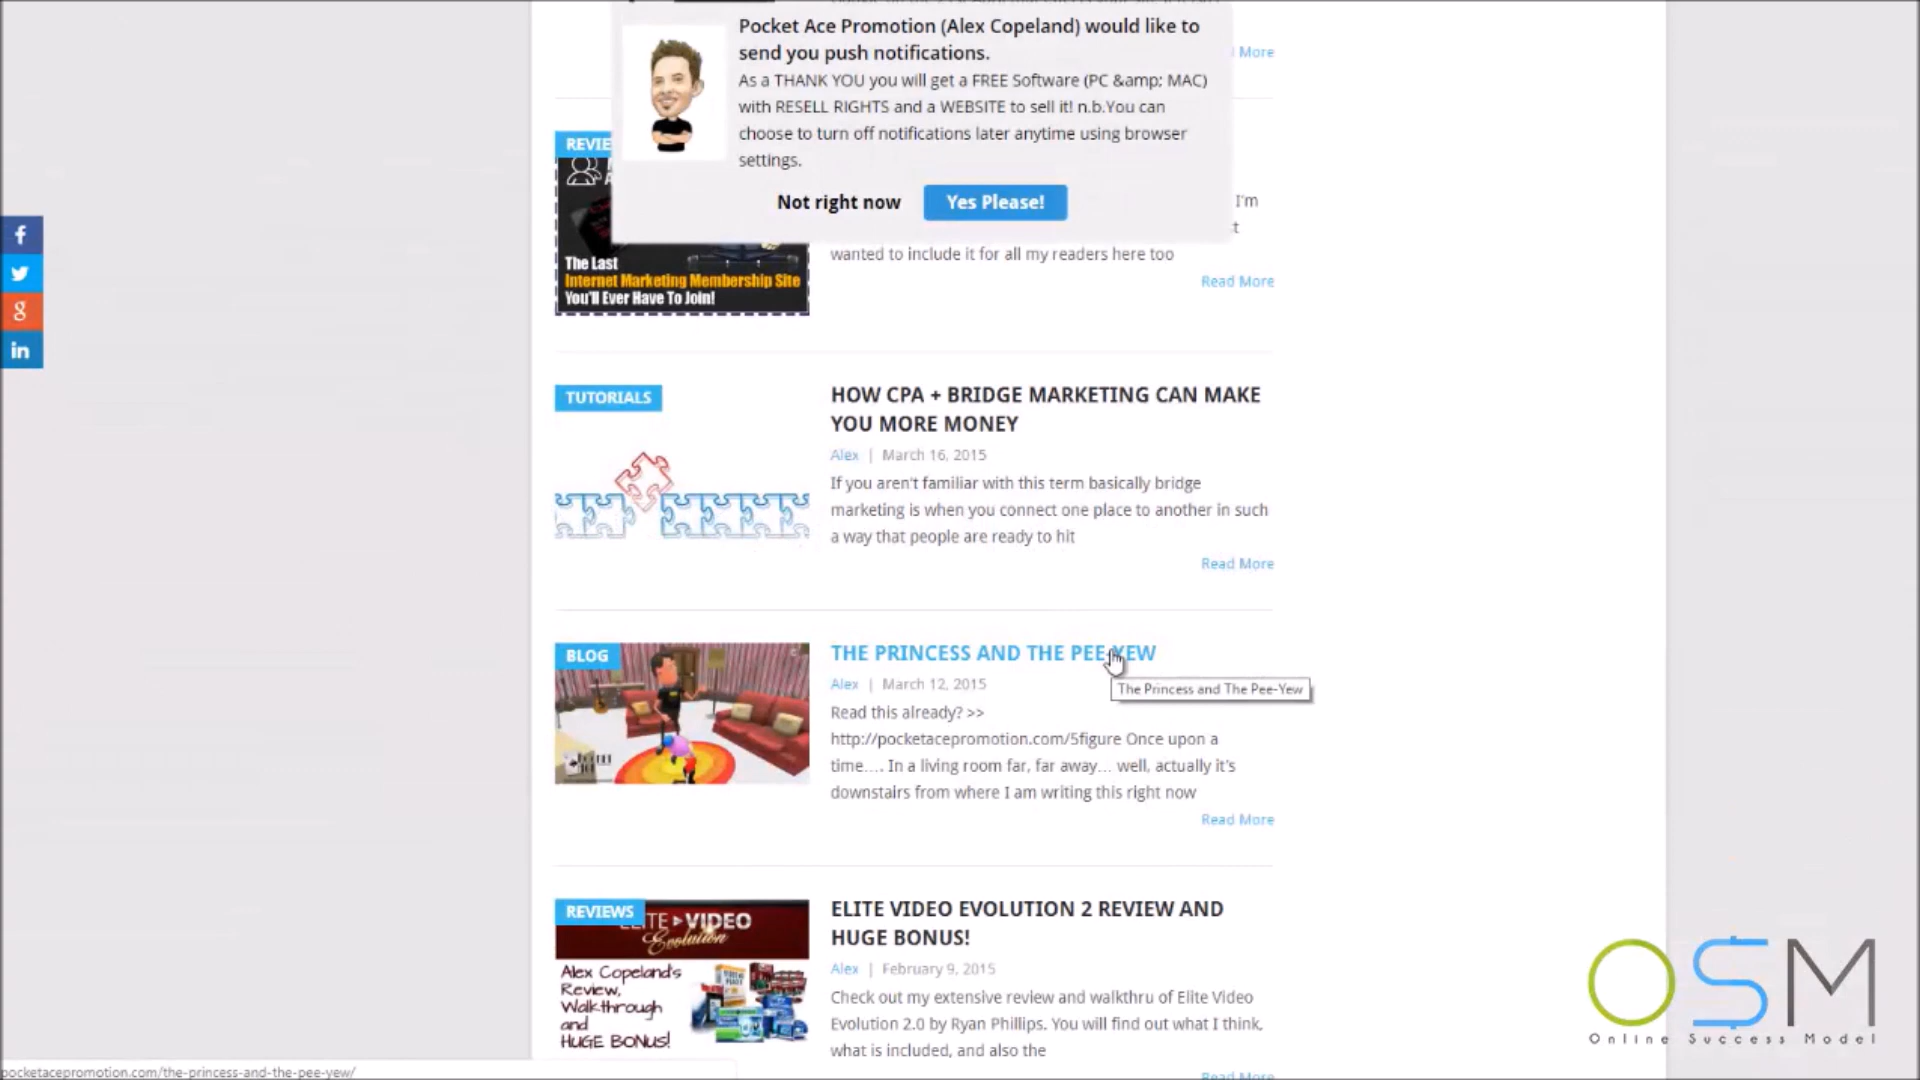 Pocket Ace Promotion (Alex Copeland) would like to
send you push notifications.
As a THANK YOU you will get a FREE Software (PC &amp; MAC)
with RESELL RIGHTS and a WEBSITE to sell it! n.b.You can
choose to turn off notifications later anytime using browser
settings.
Not right now
Yes Please!
More
REVIE
I'm
wanted to include it for all my readers here too
Read More
The Last
Internet Marketing Membership Site
You'll Ever Have To Join!
f
g
in
TUTORIALS
HOW CPA + BRIDGE MARKETING CAN MAKE
YOU MORE MONEY
Alex | March 16, 2015
If you aren't familiar with this term basically bridge
marketing is when you connect one place to another in such
a way that people are ready to hit
Read More
BLOG
THE PRINCESS AND THE PEE-YEW
Alex | March 12, 2015
The Princess and The Pee-Yew
Read this already? >>
http://pocketacepromotion.com/5figure Once upon a
time…. In a living room far, far away… well, actually it's
downstairs from where I am writing this right now
Read More
REVIEWS
VIDEO
Evolution
Alex Copeland's
Review,
Walkthrough
and
HUGE BONUS!
ELITE VIDEO EVOLUTION 2 REVIEW AND
HUGE BONUS!
Alex | February 9, 2015
Check out my extensive review and walkthru of Elite Video
Evolution 2.0 by Ryan Phillips. You will find out what I think,
what is included, and also the
Read More
OSM
Online Success Model
pocketacepromotion.com/the-princess-and-the-pee-yew/